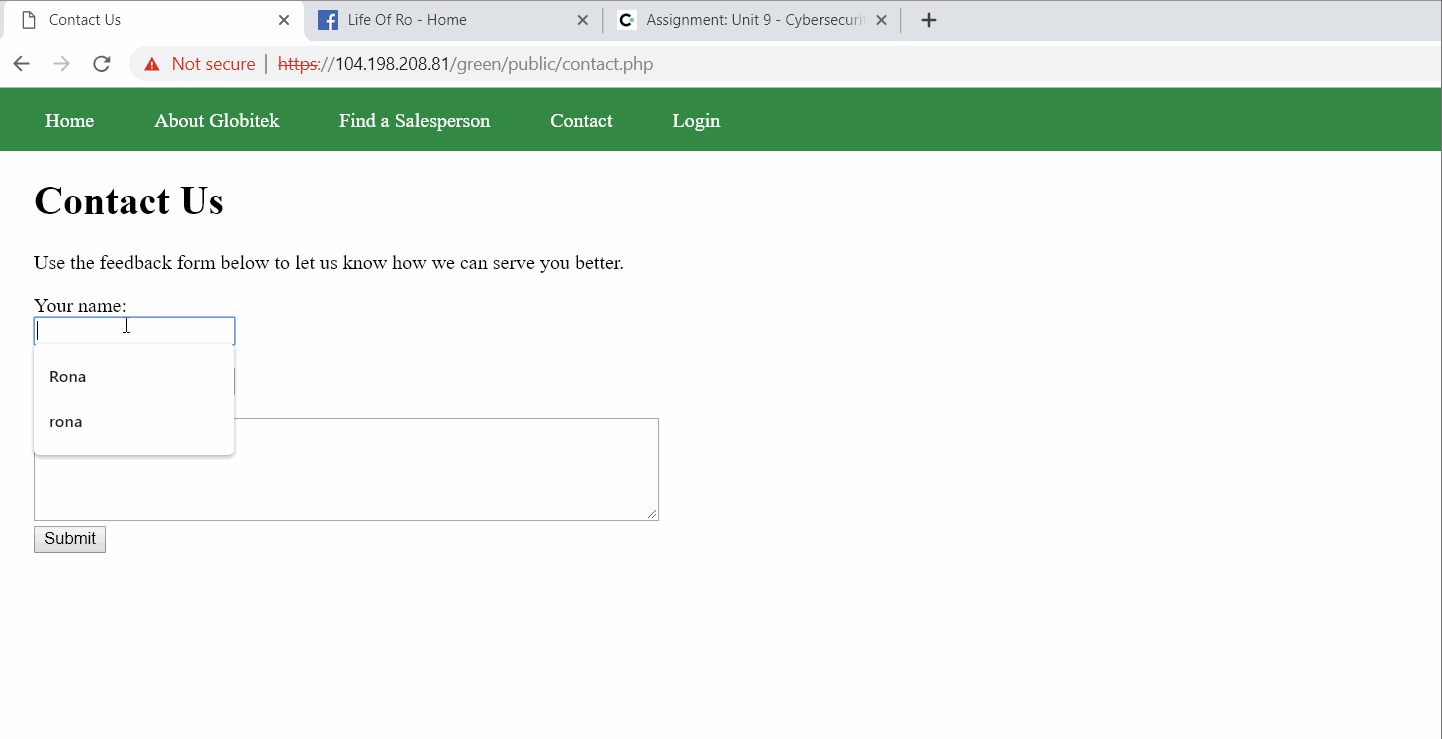 Contact Us
Life Of Ro - Home
Assignment: Unit 9 - Cybersecuri
Not secure | https://104.198.208.81/green/public/contact.php
Home About Globitek Find a Salesperson Contact Login
Contact Us
Use the feedback form below to let us know how we can serve you better.
Your name:
Rona
rona
Submit